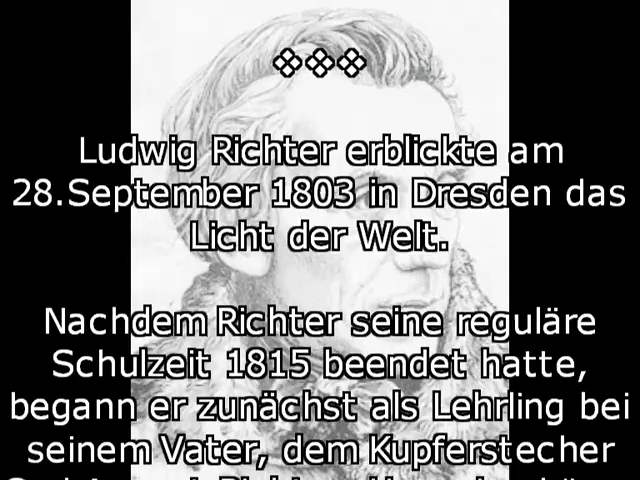 Ludwig Richter erblickte am
28.September 1803 in Dresden das
Licht der Welt.
Nachdem Richter seine reguläre
Schulzeit 1815 beendet hatte,
begann er zunächst als Lehrling bei
seinem Vater, dem Kupferstecher